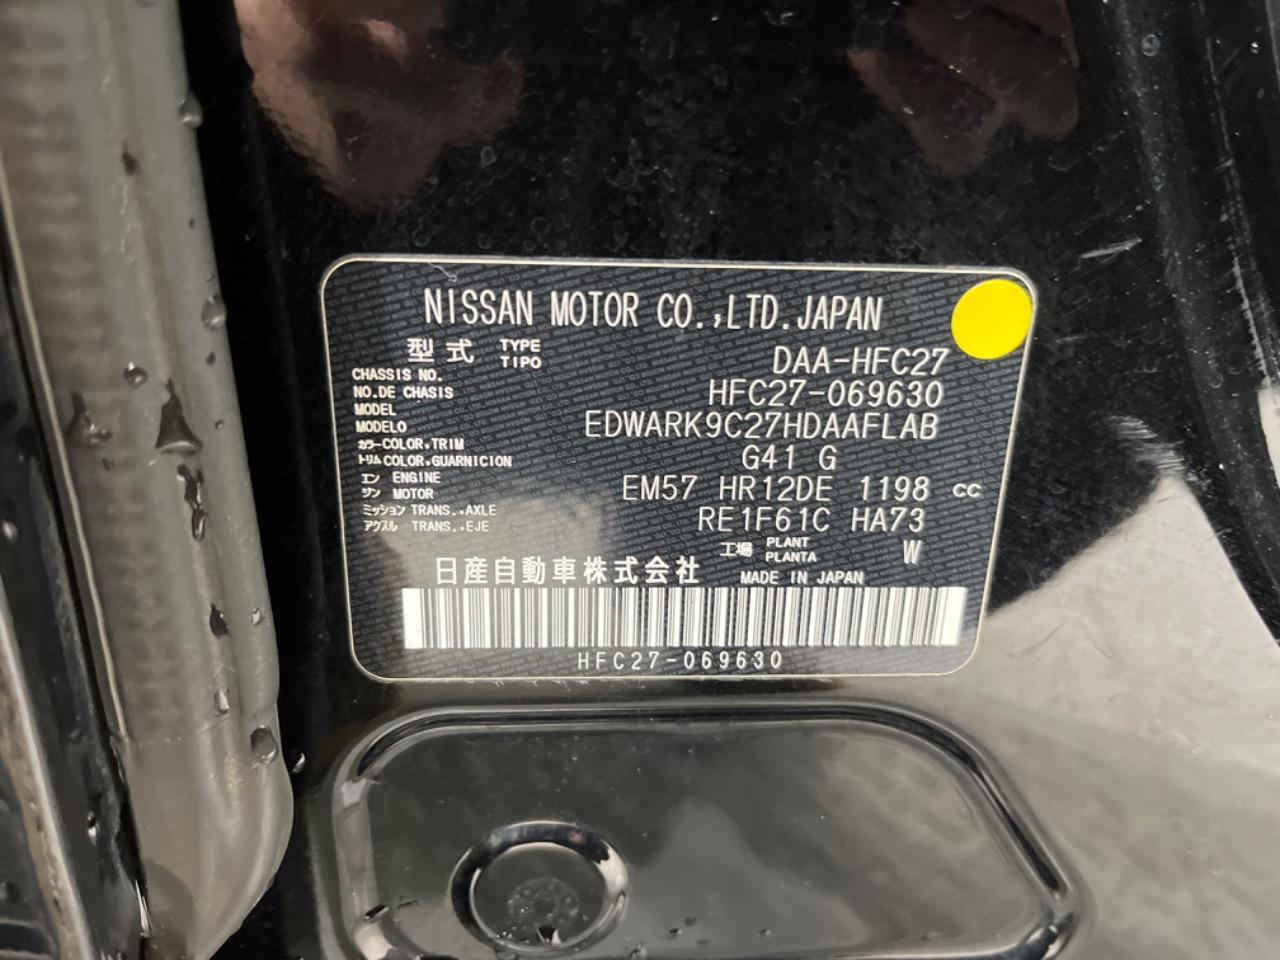 NISSAN MOTOR CO.,LTD.JAPAN
型式 TYPE TIPO DAA-HFC27
CHASSIS NO.
NO.DE CHASIS HFC27-069630
MODEL
MODELO EDWARK9C27HDAAFLAB
カラー COLOR,TRIM
トリム COLOR,GUARNICION G41 G
エン ENGINE
ジン MOTOR EM57 HR12DE 1198 CC
ミッション TRANS.,AXLE
アクスル TRANS.,EJE RE1F61C HA73
工場 PLANT PLANTA W
日産自動車株式会社 MADE IN JAPAN
HFC27-069630